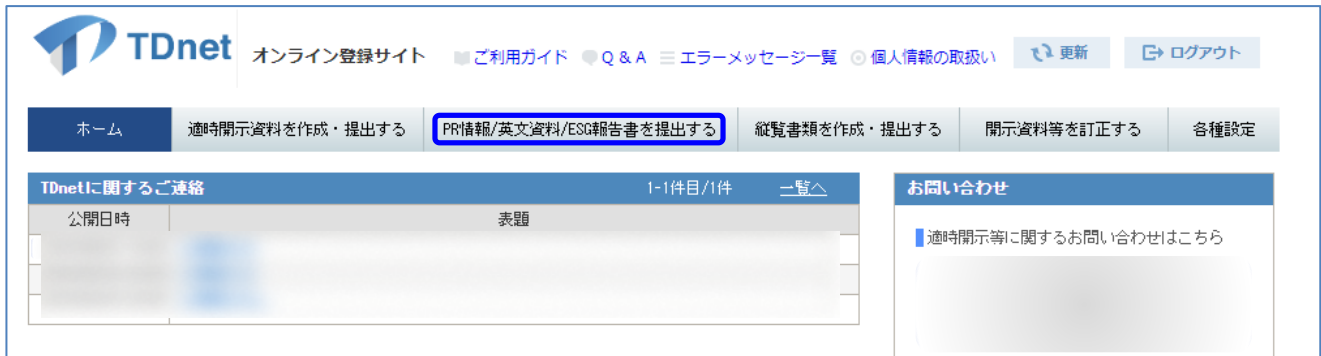 TDnet オンライン登録サイト ご利用ガイド Q & A エラーメッセージ一覧 個人情報の取扱い 更新 ログアウト
ホーム 適時開示資料を作成・提出する PR情報/英文資料/ESG報告書を提出する 縦覧書類を作成・提出する 開示資料等を訂正する 各種設定
TDnetに関するご連絡 1-1件目/1件 一覧へ
公開日時 表題
お問い合わせ
適時開示等に関するお問い合わせはこちら